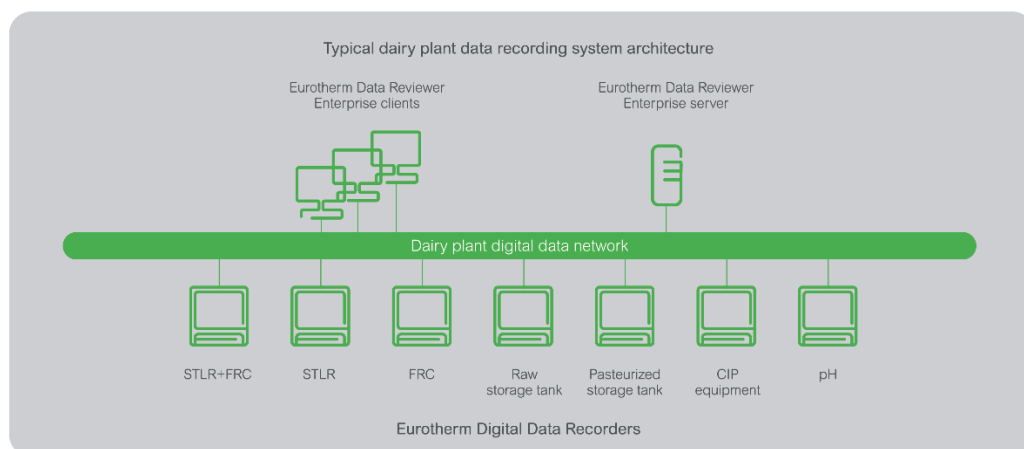 Typical dairy plant data recording system architecture
Eurotherm Data Reviewer
Enterprise clients
Eurotherm Data Reviewer
Enterprise server
Dairy plant digital data network
STLR+FRC
STLR
FRC
Raw
storage tank
Pasteurized
storage tank
CIP
equipment
pH
Eurotherm Digital Data Recorders